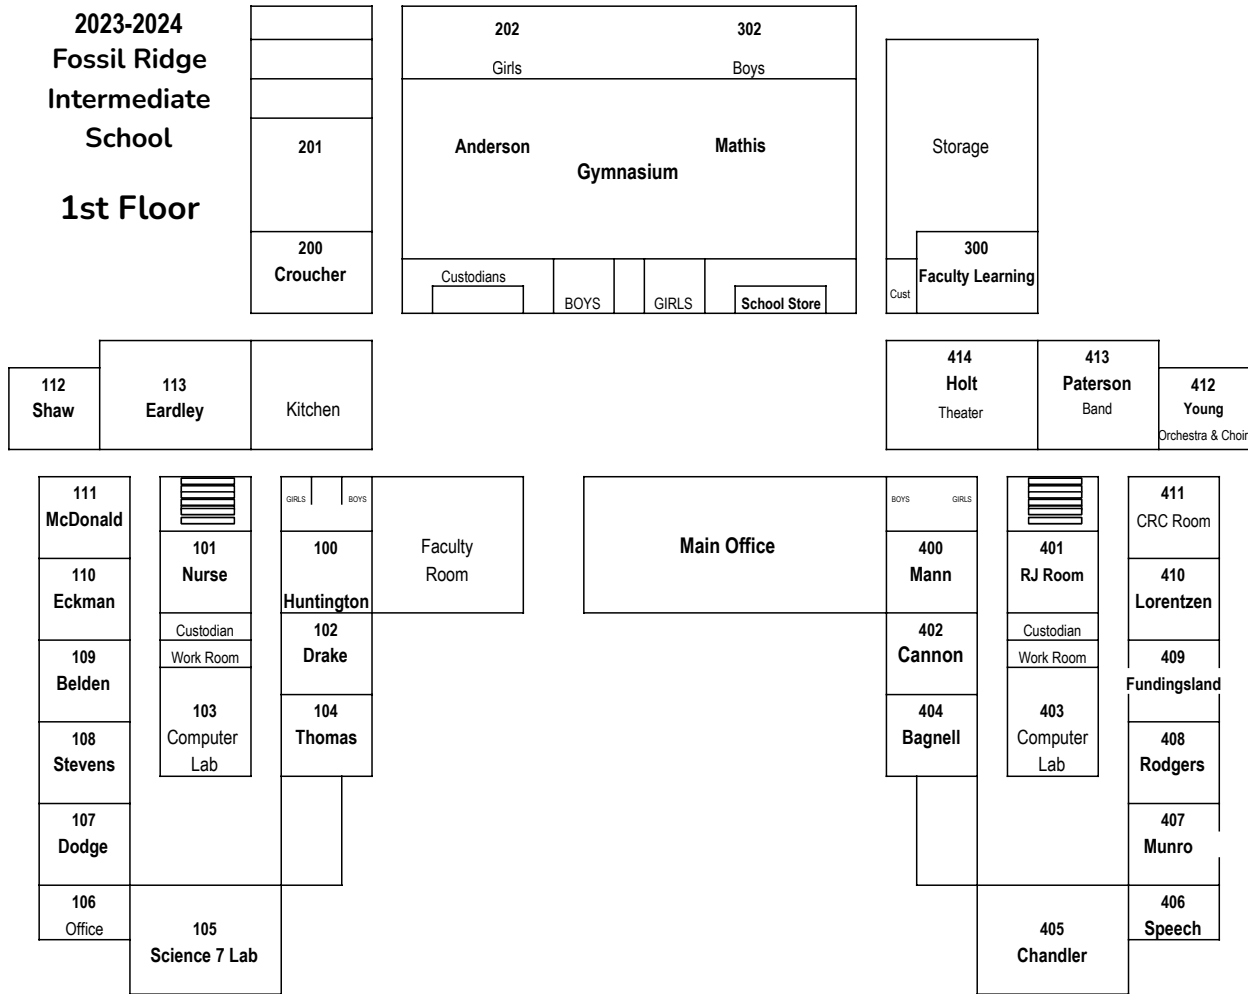 2023-2024
Fossil Ridge
Intermediate
School
1st Floor
201
200
Croucher
202
Girls
302
Boys
Anderson
Mathis
Gymnasium
Custodians
BOYS
GIRLS
School Store
Storage
300
Faculty Learning
Cust
112
Shaw
113
Eardley
Kitchen
414
Holt
Theater
413
Paterson
Band
412
Young
Orchestra & Choir
111
McDonald
110
Eckman
109
Belden
108
Stevens
107
Dodge
106
Office
101
Nurse
Custodian
Work Room
103
Computer
Lab
105
Science 7 Lab
GIRLS
BOYS
100
Huntington
102
Drake
104
Thomas
Faculty
Room
Main Office
BOYS
GIRLS
400
Mann
402
Cannon
404
Bagnell
401
RJ Room
Custodian
Work Room
403
Computer
Lab
405
Chandler
411
CRC Room
410
Lorentzen
409
Fundingsland
408
Rodgers
407
Munro
406
Speech